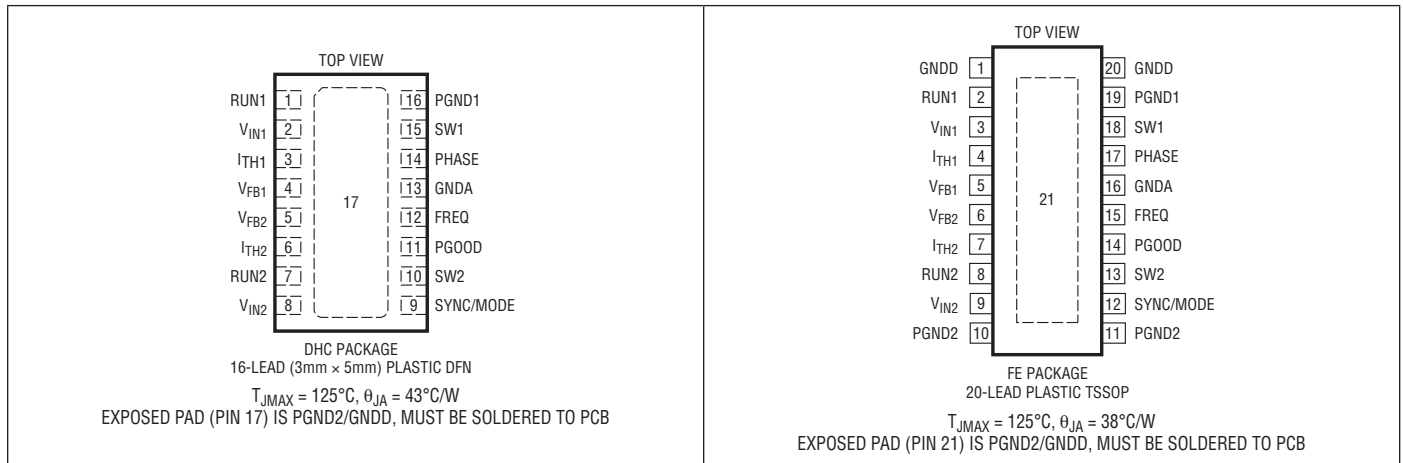 TOP VIEW
RUN1 1 16 PGND1
VIN1 2 15 SW1
ITH1 3 14 PHASE
VFB1 4 13 GNDA
17
VFB2 5 12 FREQ
ITH2 6 11 PGOOD
RUN2 7 10 SW2
VIN2 8 9 SYNC/MODE
DHC PACKAGE
16-LEAD (3mm × 5mm) PLASTIC DFN
TJMAX = 125°C, θJA = 43°C/W
EXPOSED PAD (PIN 17) IS PGND2/GNDD, MUST BE SOLDERED TO PCB
TOP VIEW
GNDD 1 20 GNDD
RUN1 2 19 PGND1
VIN1 3 18 SW1
ITH1 4 17 PHASE
VFB1 5 16 GNDA
21
VFB2 6 15 FREQ
ITH2 7 14 PGOOD
RUN2 8 13 SW2
VIN2 9 12 SYNC/MODE
PGND2 10 11 PGND2
FE PACKAGE
20-LEAD PLASTIC TSSOP
TJMAX = 125°C, θJA = 38°C/W
EXPOSED PAD (PIN 21) IS PGND2/GNDD, MUST BE SOLDERED TO PCB